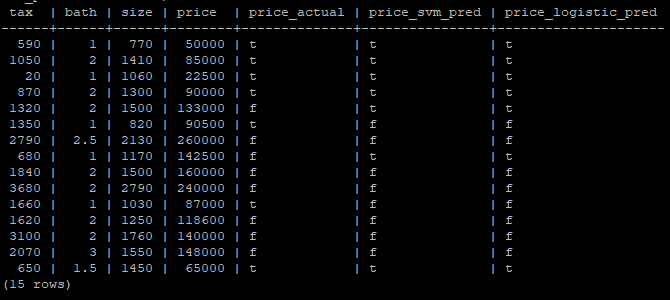 tax | bath | size | price | price_actual | price_svm_pred | price_logistic_pred
------+------+------+--------+--------------+----------------+---------------------
590 | 1 | 770 | 50000 | t | t | t
1050 | 2 | 1410 | 85000 | t | t | t
20 | 1 | 1060 | 22500 | t | t | t
870 | 2 | 1300 | 90000 | t | t | t
1320 | 2 | 1500 | 133000 | f | t | t
1350 | 1 | 820 | 90500 | t | f | f
2790 | 2.5 | 2130 | 260000 | f | f | f
680 | 1 | 1170 | 142500 | f | t | t
1840 | 2 | 1500 | 160000 | f | f | f
3680 | 2 | 2790 | 240000 | f | f | f
1660 | 1 | 1030 | 87000 | t | f | f
1620 | 2 | 1250 | 118600 | f | f | f
3100 | 2 | 1760 | 140000 | f | f | f
2070 | 3 | 1550 | 148000 | f | f | f
650 | 1.5 | 1450 | 65000 | t | t | t
(15 rows)